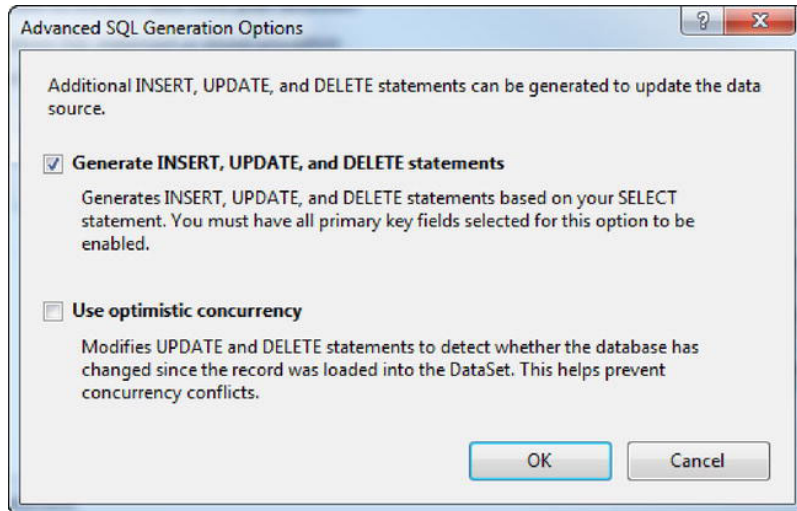 Advanced SQL Generation Options
?
Additional INSERT, UPDATE, and DELETE statements can be generated to update the data
source.
Generate INSERT, UPDATE, and DELETE statements
Generates INSERT, UPDATE, and DELETE statements based on your SELECT
statement. You must have all primary key fields selected for this option to be
enabled.
Use optimistic concurrency
Modifies UPDATE and DELETE statements to detect whether the database has
changed since the record was loaded into the DataSet. This helps prevent
concurrency conflicts.
OK
Cancel